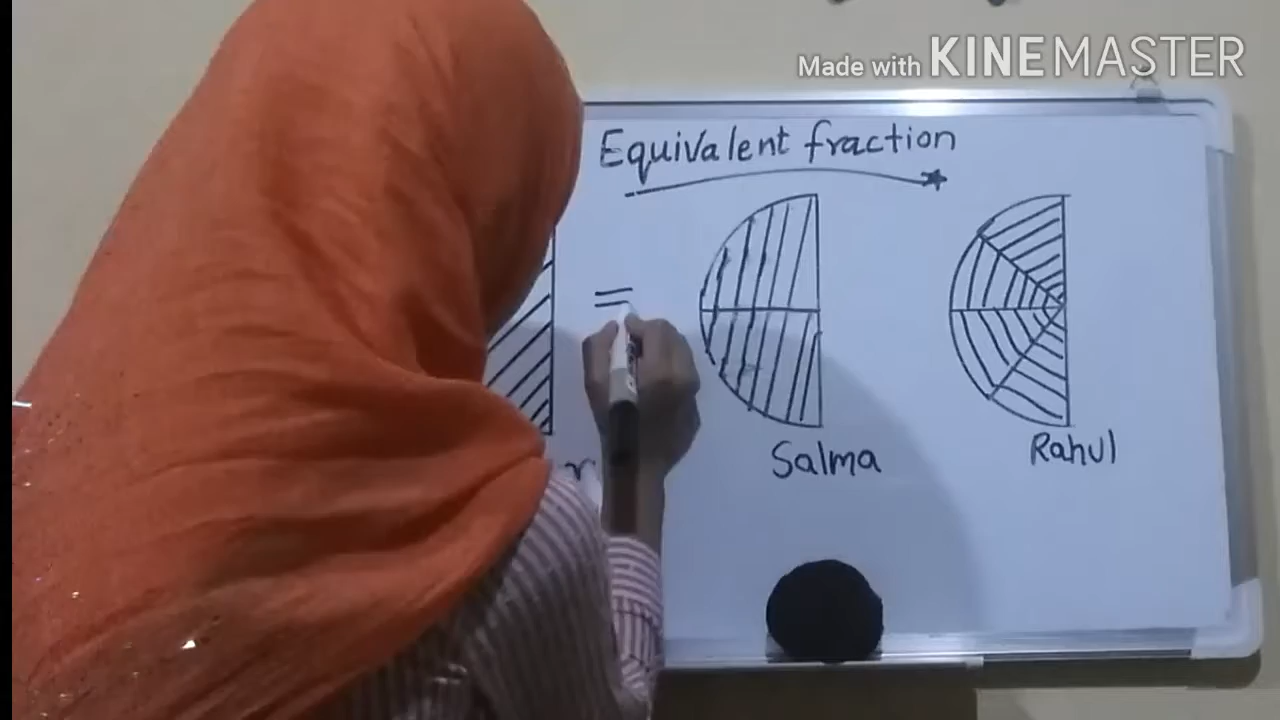 Made with KINEMASTER
Equivalent fraction
=
Salma
Rahul